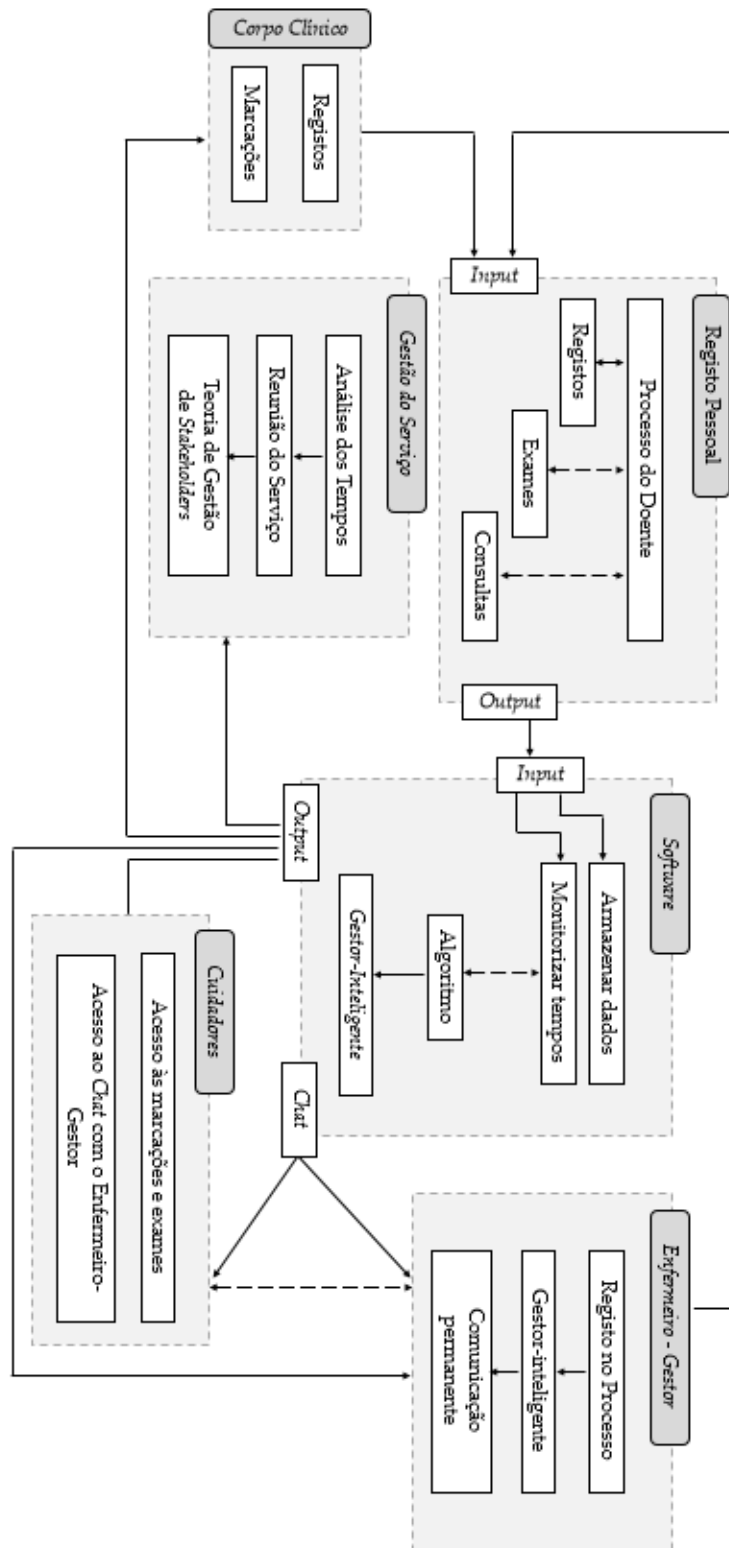 Corpo Clínico
Registos
Marcações
Registo Pessoal
Input
Processo do Doente
Registos
Exames
Consultas
Output
Gestão do Serviço
Análise dos Tempos
Reunião do Serviço
Teoria de Gestão
de Stakeholders
Software
Input
Armazenar dados
Monitorizar tempos
Algoritmo
Gestor-Inteligente
Output
Chat
Enfermeiro - Gestor
Registo no Processo
Gestor-inteligente
Comunicação
permanente
Cuidadores
Acesso às marcações e exames
Acesso ao Chat com o Enfermeiro-
Gestor